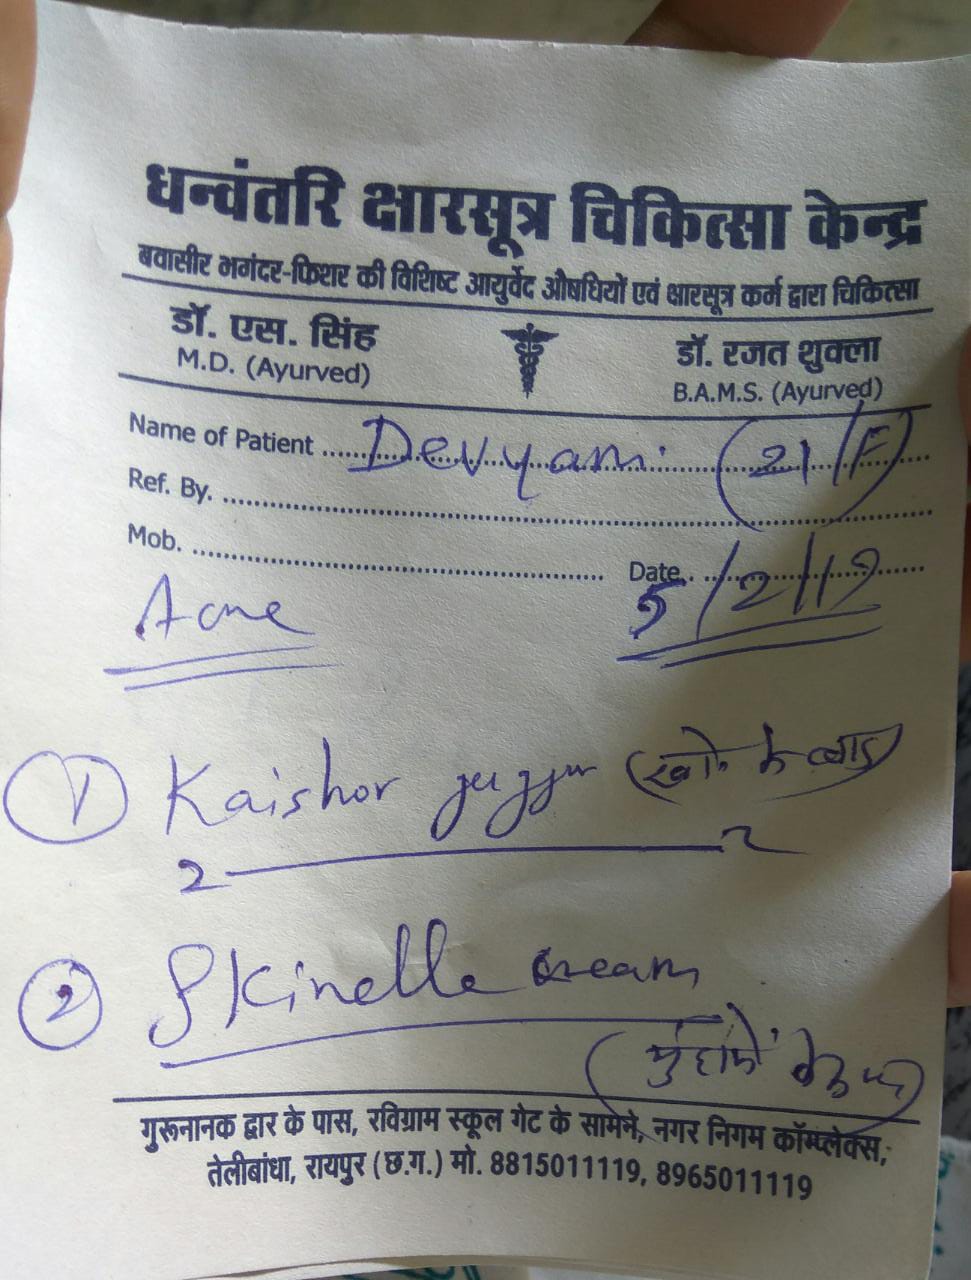 धन्वंतरि क्षारसूत्र चिकित्सा केन्द्र
बवासीर भगंदर-फिशर की विशिष्ट आयुर्वेद औषधियों एवं क्षारसूत्र कर्म द्वारा चिकित्सा
डॉ. एस. सिंह
M.D. (Ayurved)
डॉ. रजत शुक्ला
B.A.M.S. (Ayurved)
Name of Patient Devyani (21/F)
Ref. By.
Mob.
Date. 5/2/19
Acne
1 Kaishor (के बाद)
2 — 2
2 Skinelle cream
गुरूनानक द्वार के पास, रविग्राम स्कूल गेट के सामने, नगर निगम कॉम्प्लेक्स,
तेलीबांधा, रायपुर (छ.ग.) मो. 8815011119, 8965011119